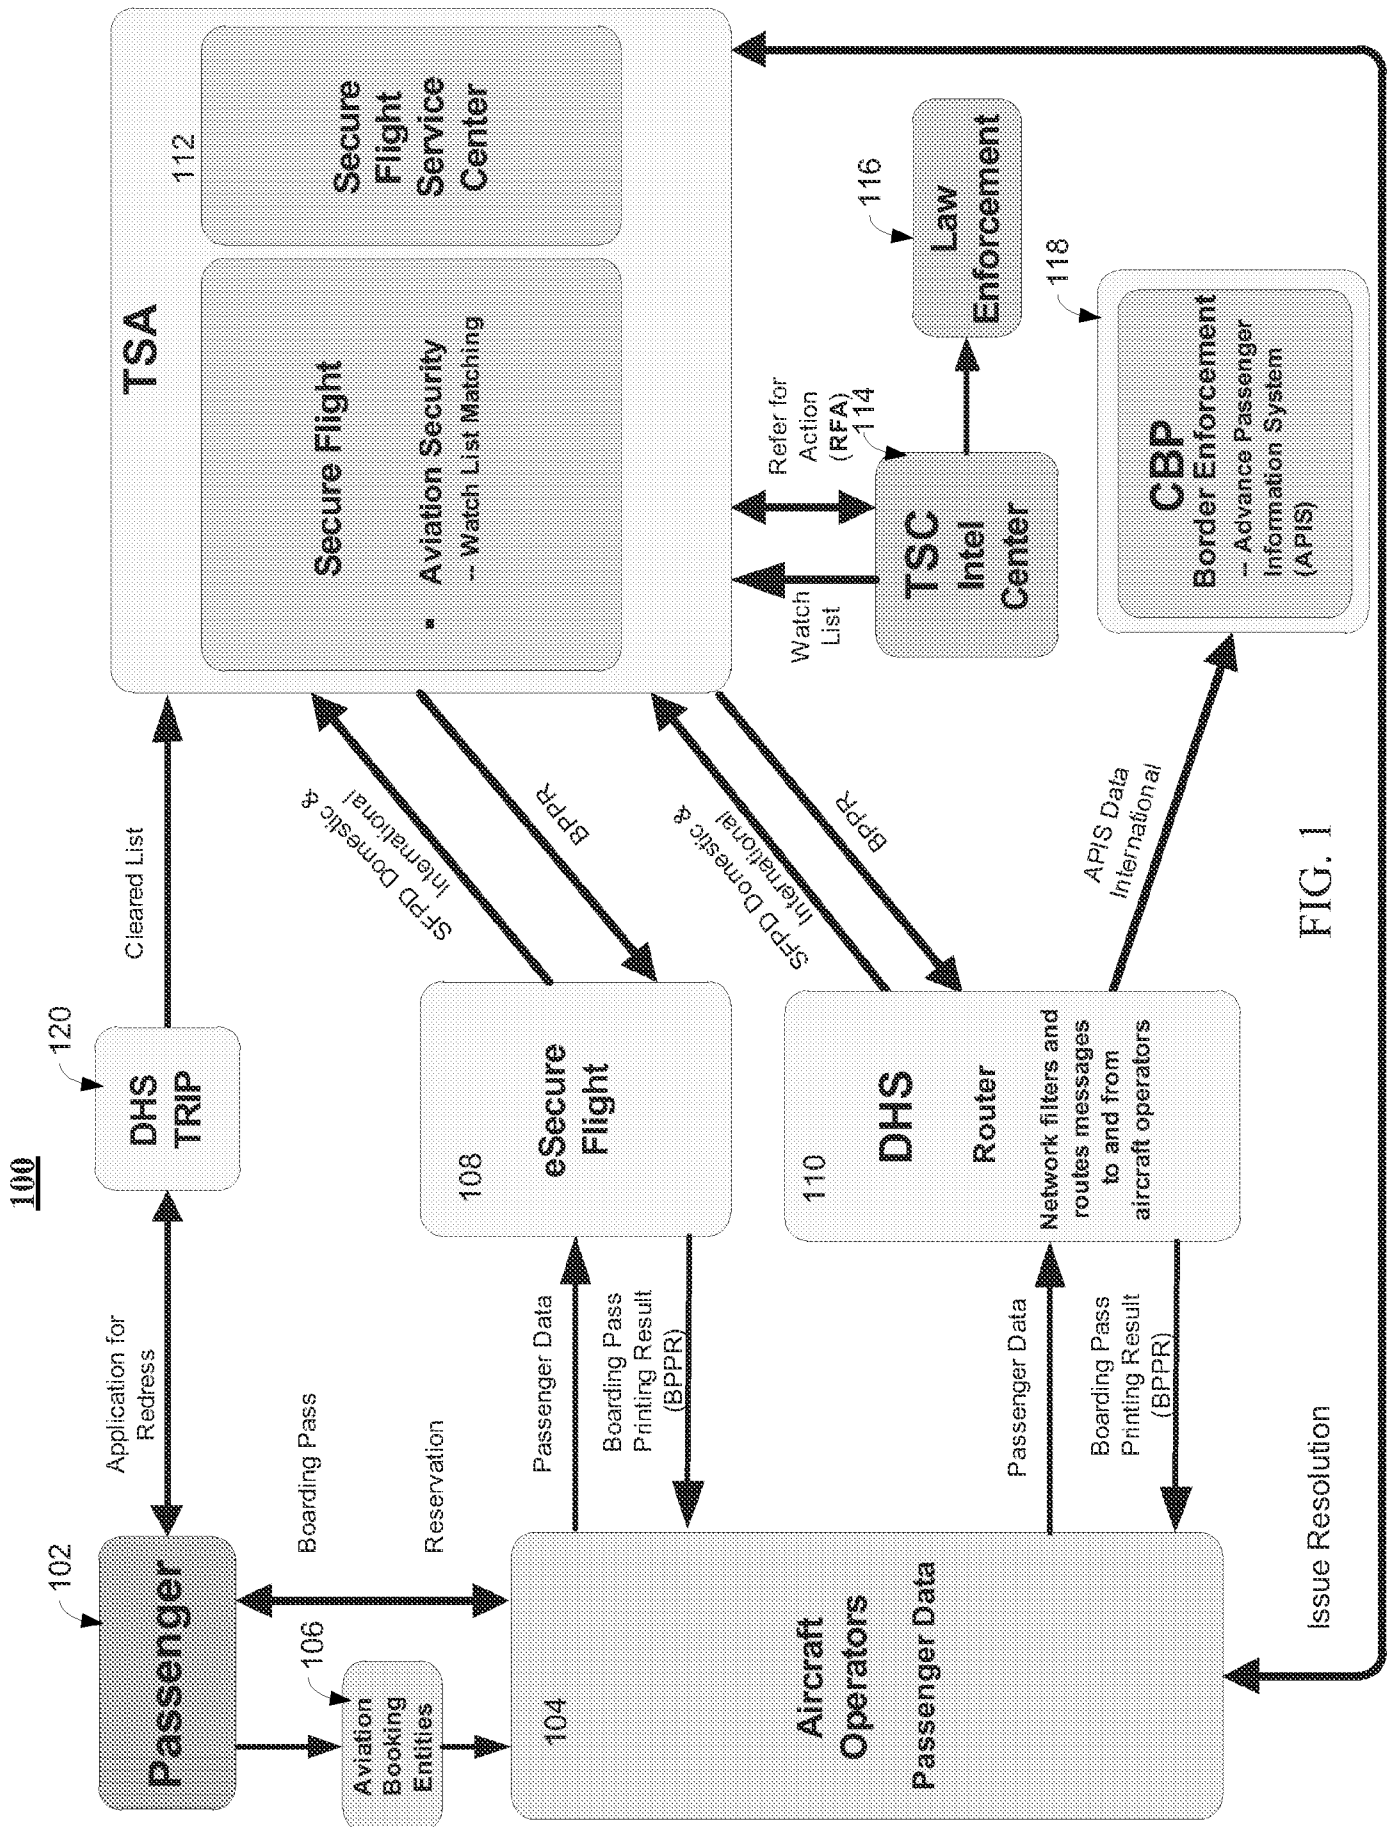 100
102
Passenger
Application for
Redress
120
DHS
TRIP
Cleared List
TSA
112
Secure
Flight
Service
Center
Secure Flight
• Aviation Security
-- Watch List Matching
106
Aviation
Booking
Entities
Boarding Pass
Reservation
104
Aircraft
Operators
Passenger Data
Passenger Data
Boarding Pass
Printing Result
(BPPR)
108
eSecure
Flight
SFPD Domestic &
International
BPPR
Passenger Data
Boarding Pass
Printing Result
(BPPR)
110
DHS
Router
Network filters and
routes messages
to and from
aircraft operators
SFPD Domestic &
International
BPPR
Watch
List
Refer for
Action
(RFA)
114
TSC
Intel
Center
116
Law
Enforcement
APIS Data
International
118
CBP
Border Enforcement
-- Advance Passenger
Information System
(APIS)
Issue Resolution
FIG. 1